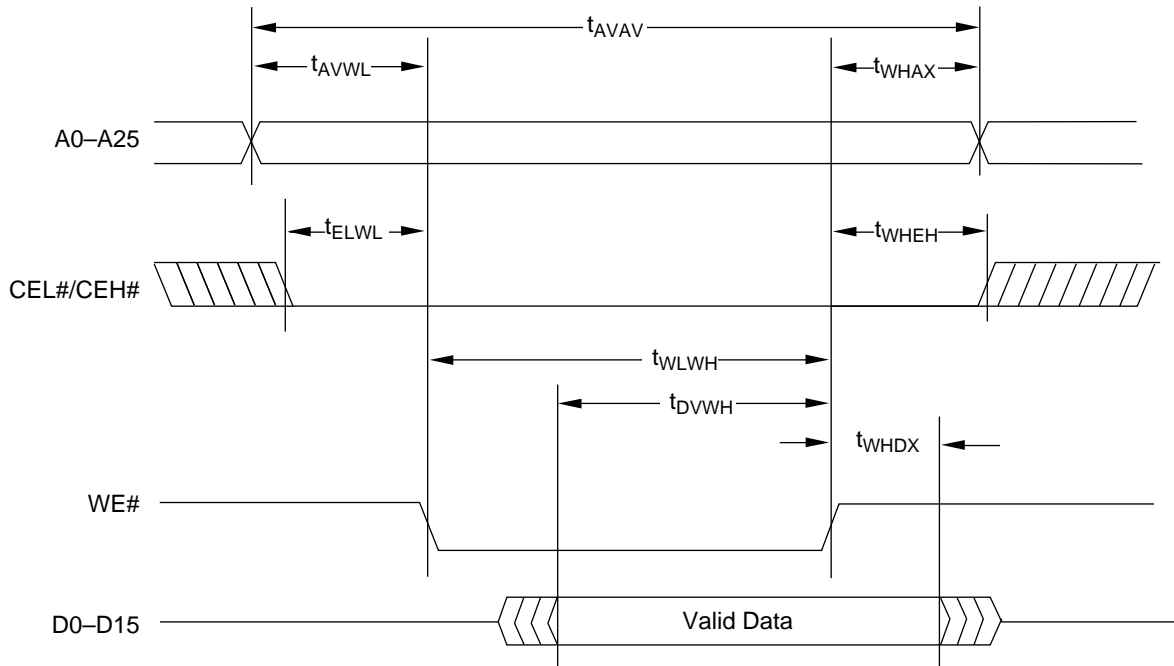 tAVAV
tAVWL
tWHAX
A0–A25
tELWL
tWHEH
CEL#/CEH#
tWLWH
tDVWH
tWHDX
WE#
D0–D15
Valid Data